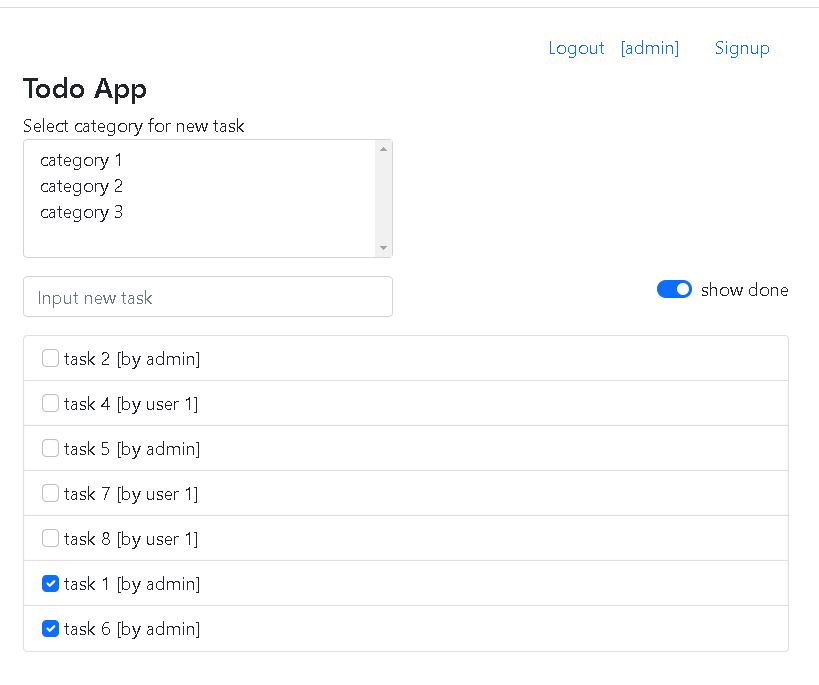 Logout [admin] Signup
Todo App
Select category for new task
category 1
category 2
category 3
Input new task
show done
task 2 [by admin]
task 4 [by user 1]
task 5 [by admin]
task 7 [by user 1]
task 8 [by user 1]
task 1 [by admin]
task 6 [by admin]